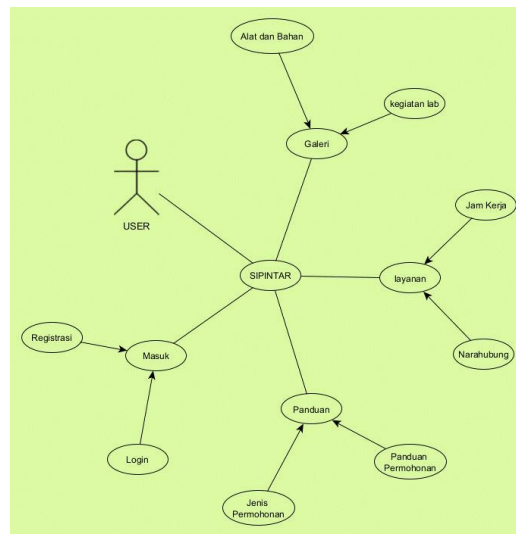 Alat dan Bahan
kegiatan lab
Galeri
USER
Jam Kerja
SIPINTAR
layanan
Registrasi
Masuk
Narahubung
Login
Panduan
Panduan
Permohonan
Jenis
Permohonan